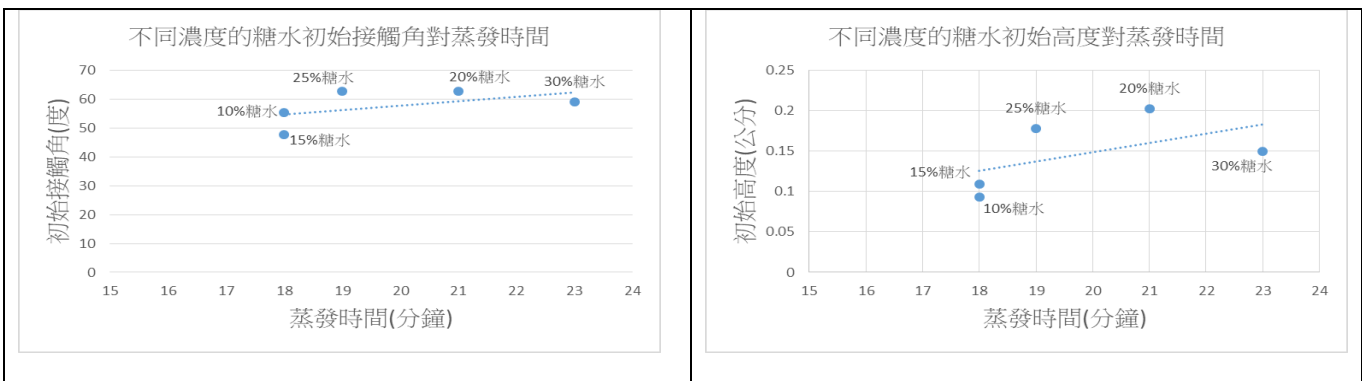 不同濃度的糖水初始接觸角對蒸發時間
70
60
50
40
30
20
10
0
初始接觸角(度)
25%糖水
20%糖水
30%糖水
10%糖水
15%糖水
15 16 17 18 19 20 21 22 23 24
蒸發時間(分鐘)
不同濃度的糖水初始高度對蒸發時間
0.25
0.2
0.15
0.1
0.05
0
初始高度(公分)
20%糖水
25%糖水
15%糖水
30%糖水
10%糖水
15 16 17 18 19 20 21 22 23 24
蒸發時間(分鐘)